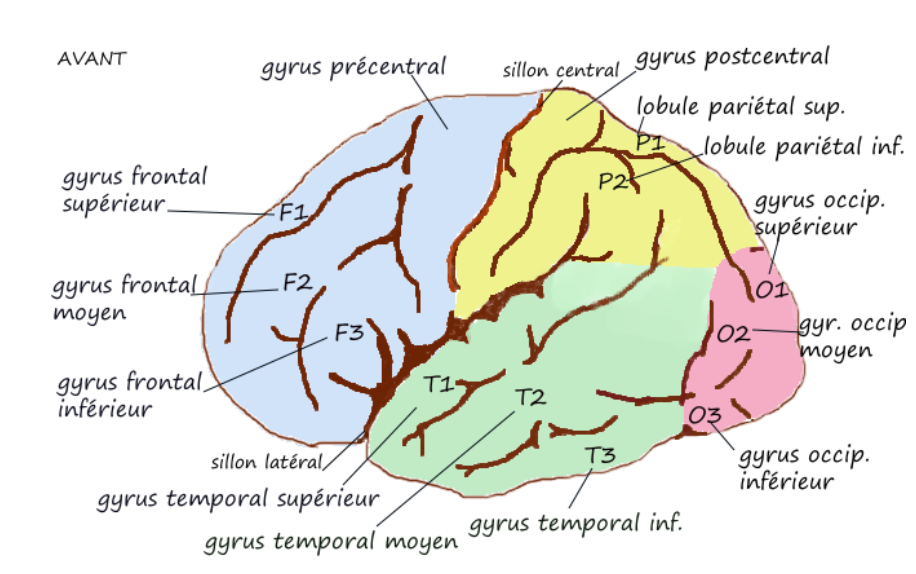 AVANT
gyrus précentral
sillon central
gyrus postcentral
lobule pariétal sup.
P1
lobule pariétal inf.
P2
gyrus frontal
supérieur
F1
gyrus occip.
supérieur
gyrus frontal
moyen
F2
O1
F3
O2
gyr. occip
moyen
gyrus frontal
inférieur
T1
T2
O3
sillon latéral
T3
gyrus occip.
inférieur
gyrus temporal supérieur
gyrus temporal moyen
gyrus temporal inf.